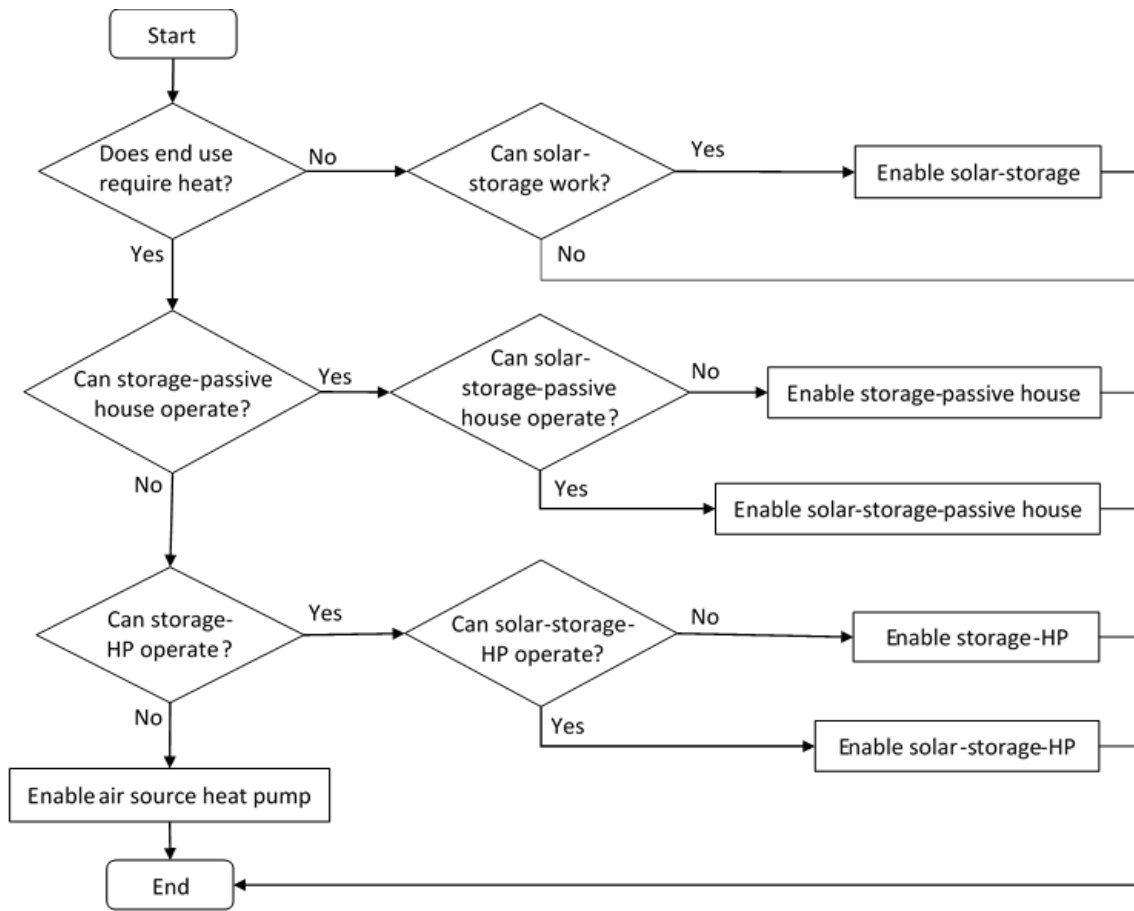 Start
Does end use
require heat?
No
Can solar-
storage work?
Yes
Enable solar-storage
Yes
No
Can storage-passive
house operate?
Yes
Can solar-
storage-passive
house operate?
No
Enable storage-passive house
No
Yes
Enable solar-storage-passive house
Can storage-
HP operate?
Yes
Can solar-storage-
HP operate?
No
Enable storage-HP
No
Yes
Enable solar-storage-HP
Enable air source heat pump
End